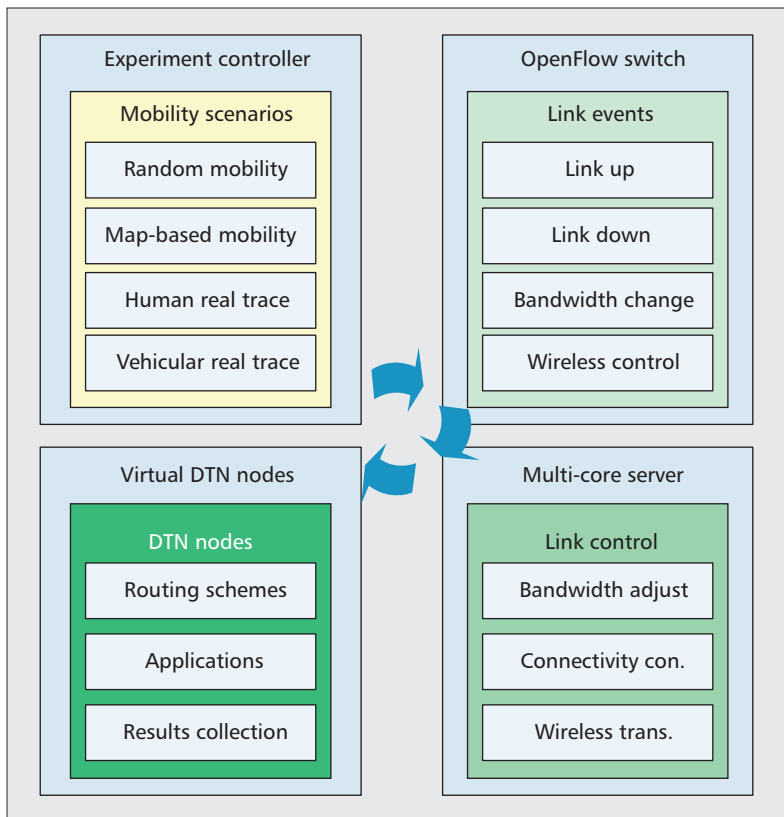 Experiment controller
Mobility scenarios
Random mobility
Map-based mobility
Human real trace
Vehicular real trace
OpenFlow switch
Link events
Link up
Link down
Bandwidth change
Wireless control
Virtual DTN nodes
DTN nodes
Routing schemes
Applications
Results collection
Multi-core server
Link control
Bandwidth adjust
Connectivity con.
Wireless trans.